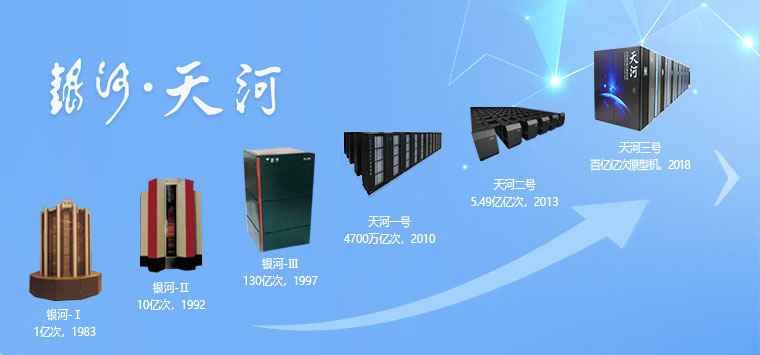 银河·天河
天河
天河三号
百亿亿次原型机，2018
天河二号
5.49亿亿次，2013
天河一号
4700万亿次，2010
银河-Ⅲ
130亿次，1997
银河-Ⅱ
10亿次，1992
银河-Ⅰ
1亿次，1983